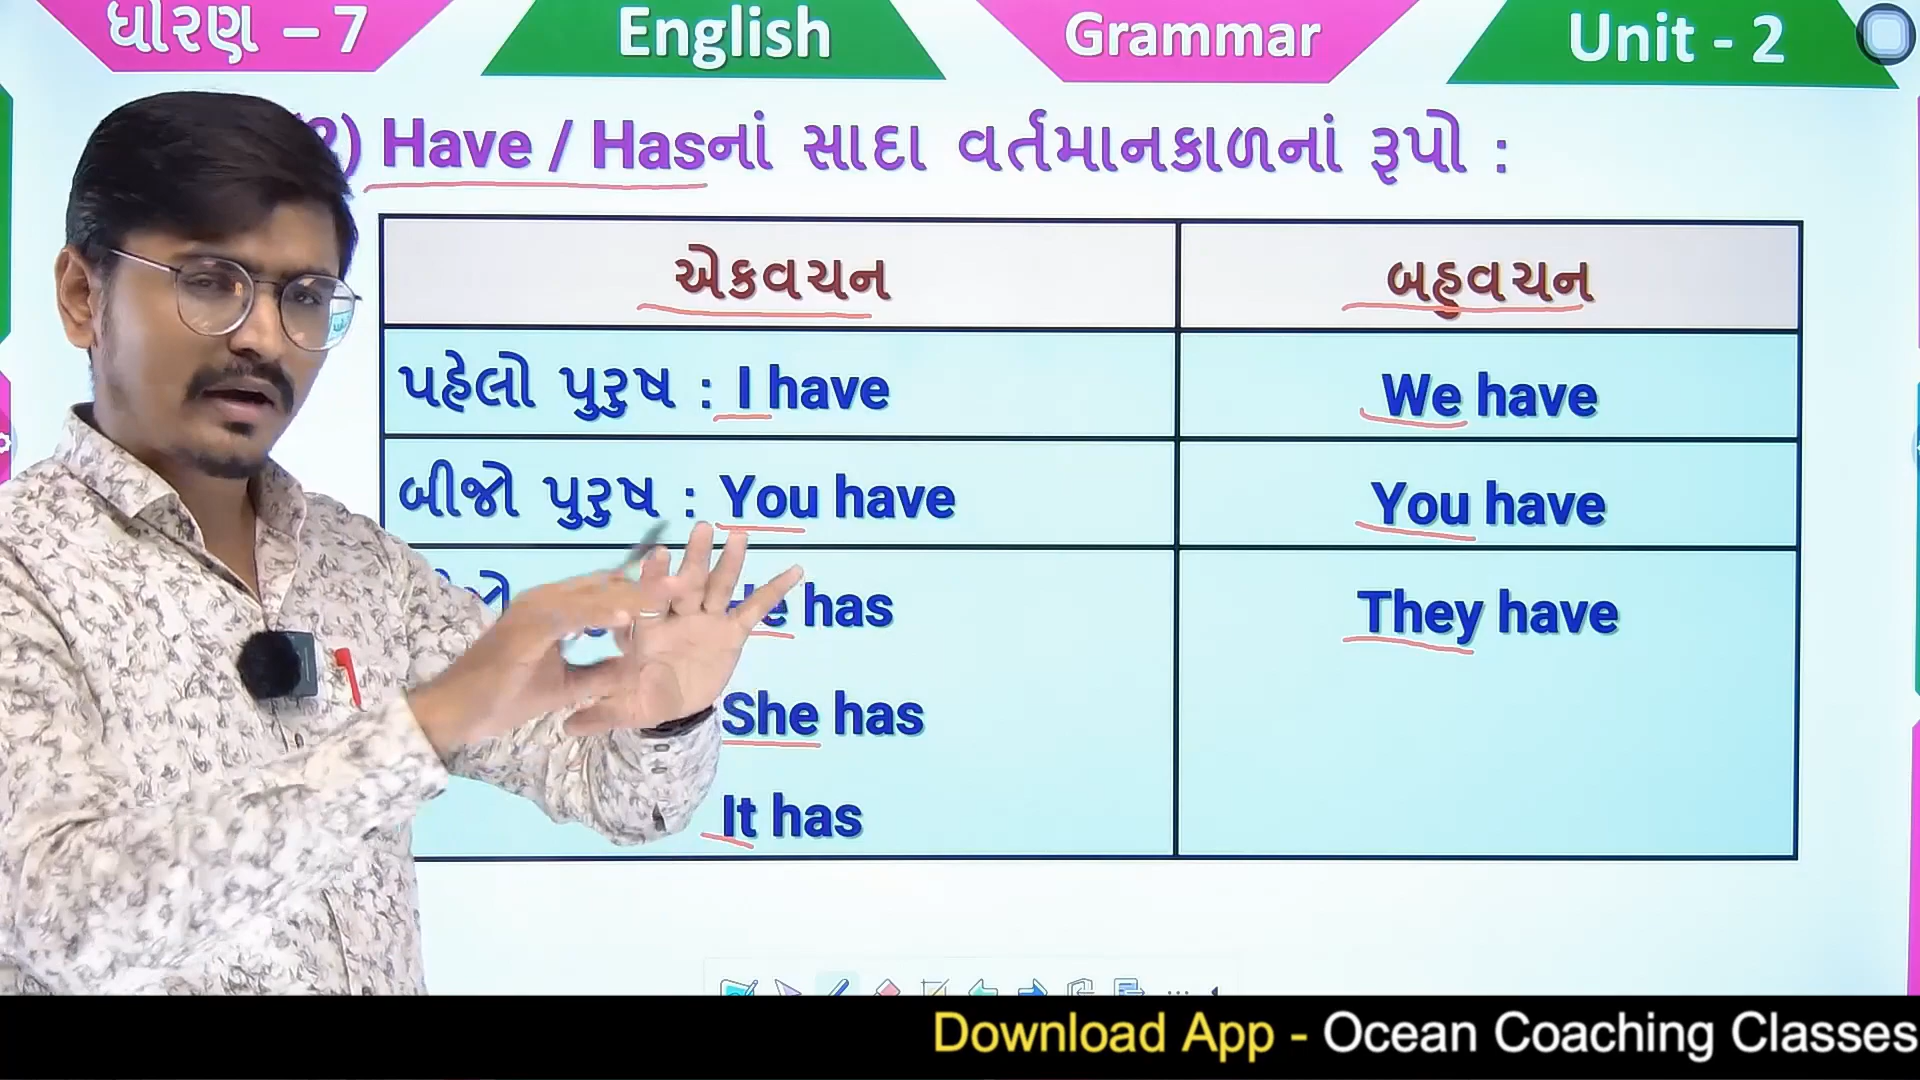 ધોરણ – 7 English Grammar Unit - 2
Have / Hasનાં સાદા વર્તમાનકાળનાં રૂપો :
એકવચન બહુવચન
પહેલો પુરુષ : I have We have
બીજો પુરુષ : You have You have
He has They have
She has
It has
Download App - Ocean Coaching Classes